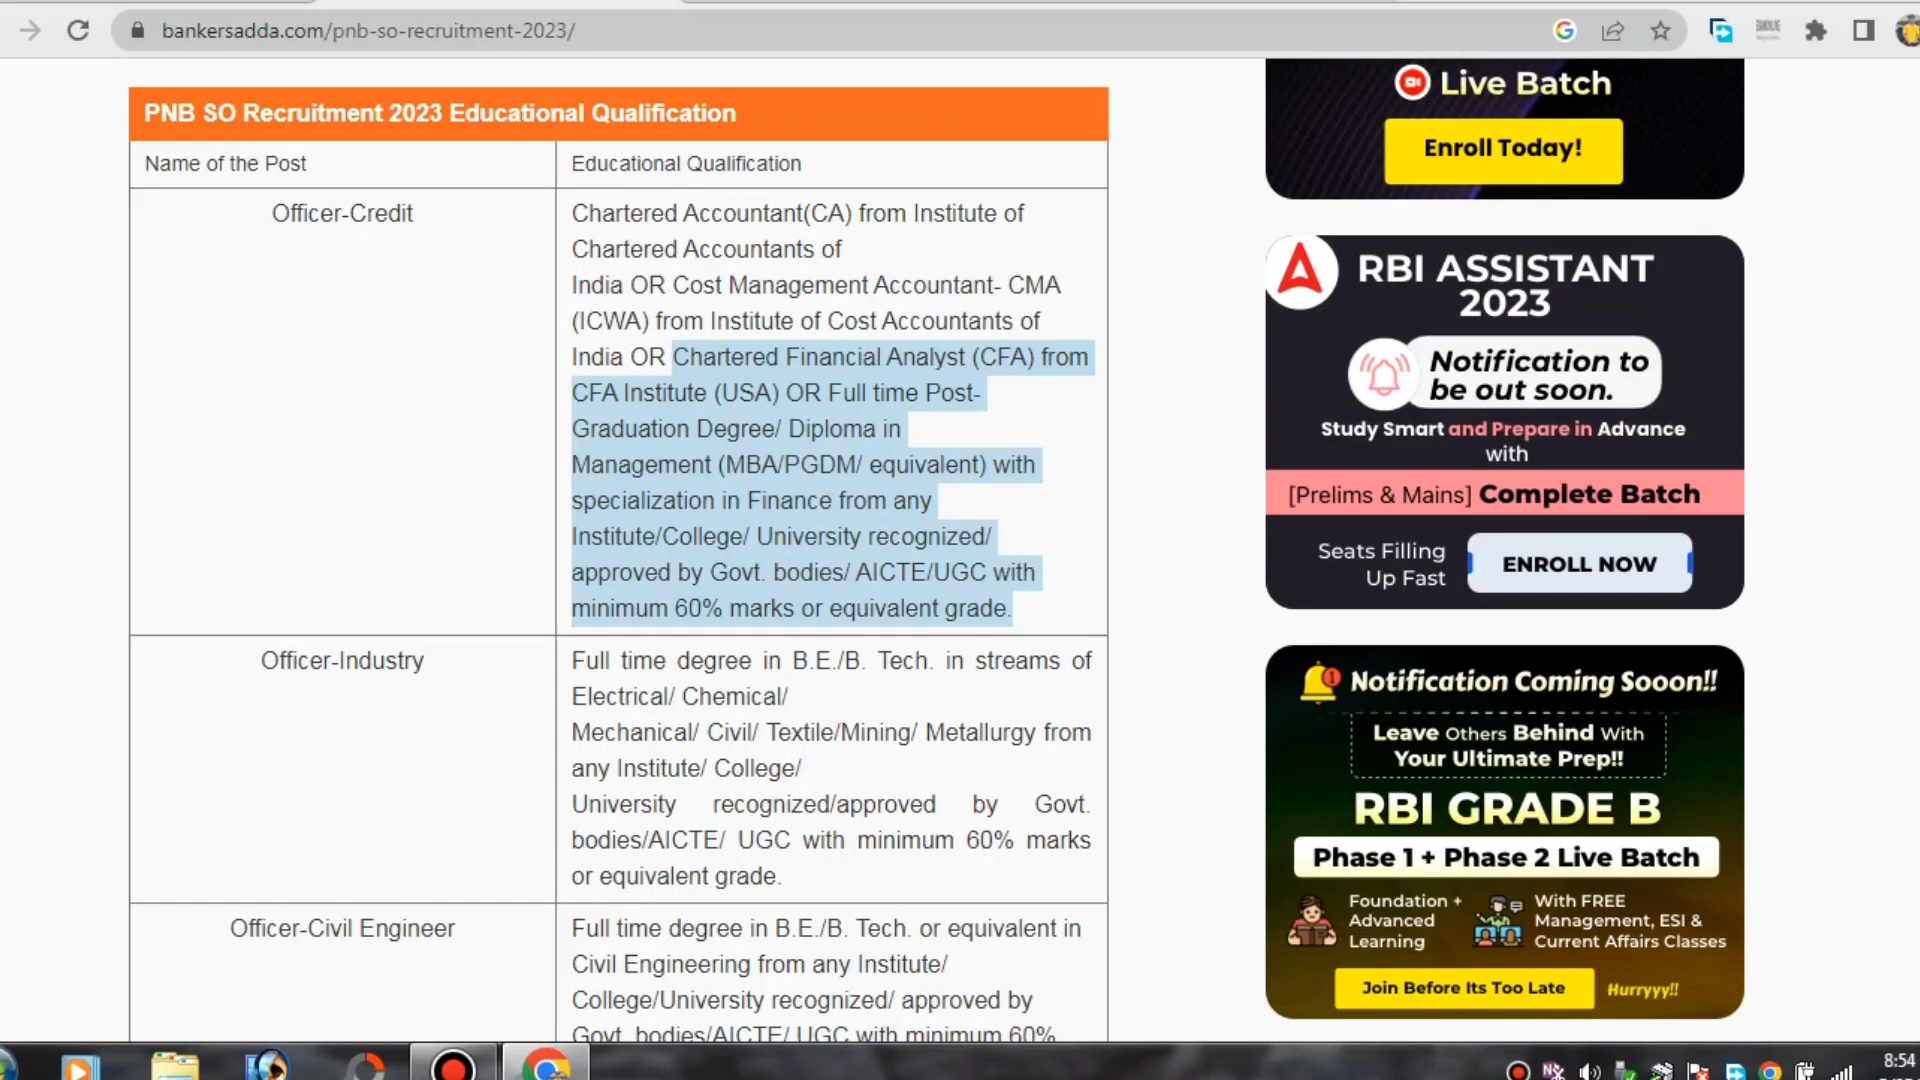 bankersadda.com/pnb-so-recruitment-2023/
PNB SO Recruitment 2023 Educational Qualification
Name of the Post
Educational Qualification
Officer-Credit
Chartered Accountant(CA) from Institute of
Chartered Accountants of
India OR Cost Management Accountant- CMA
(ICWA) from Institute of Cost Accountants of
India OR Chartered Financial Analyst (CFA) from
CFA Institute (USA) OR Full time Post-
Graduation Degree/ Diploma in
Management (MBA/PGDM/ equivalent) with
specialization in Finance from any
Institute/College/ University recognized/
approved by Govt. bodies/ AICTE/UGC with
minimum 60% marks or equivalent grade.
Officer-Industry
Full time degree in B.E./B. Tech. in streams of
Electrical/ Chemical/
Mechanical/ Civil/ Textile/Mining/ Metallurgy from
any Institute/ College/
University recognized/approved by Govt.
bodies/AICTE/ UGC with minimum 60% marks
or equivalent grade.
Officer-Civil Engineer
Full time degree in B.E./B. Tech. or equivalent in
Civil Engineering from any Institute/
College/University recognized/ approved by
Govt. bodies/AICTE/ UGC with minimum 60%
Live Batch
Enroll Today!
RBI ASSISTANT
2023
Notification to
be out soon.
Study Smart and Prepare in Advance
with
[Prelims & Mains] Complete Batch
Seats Filling
Up Fast
ENROLL NOW
Notification Coming Sooon!!
Leave Others Behind With
Your Ultimate Prep!!
RBI GRADE B
Phase 1 + Phase 2 Live Batch
Foundation +
Advanced
Learning
With FREE
Management, ESI &
Current Affairs Classes
Join Before Its Too Late
Hurryyy!!
8:54